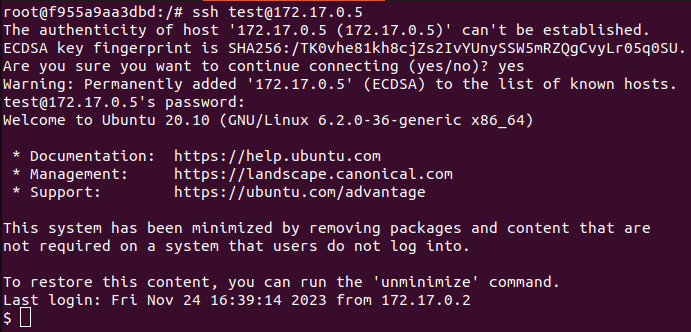 root@f955a9aa3dbd:/# ssh test@172.17.0.5
The authenticity of host '172.17.0.5 (172.17.0.5)' can't be established.
ECDSA key fingerprint is SHA256:/TK0vhe81kh8cjZs2IvYUnySSW5mRZQgCvyLr05q0SU.
Are you sure you want to continue connecting (yes/no)? yes
Warning: Permanently added '172.17.0.5' (ECDSA) to the list of known hosts.
test@172.17.0.5's password:
Welcome to Ubuntu 20.10 (GNU/Linux 6.2.0-36-generic x86_64)

 * Documentation:  https://help.ubuntu.com
 * Management:     https://landscape.canonical.com
 * Support:        https://ubuntu.com/advantage

This system has been minimized by removing packages and content that are
not required on a system that users do not log into.

To restore this content, you can run the 'unminimize' command.
Last login: Fri Nov 24 16:39:14 2023 from 172.17.0.2
$